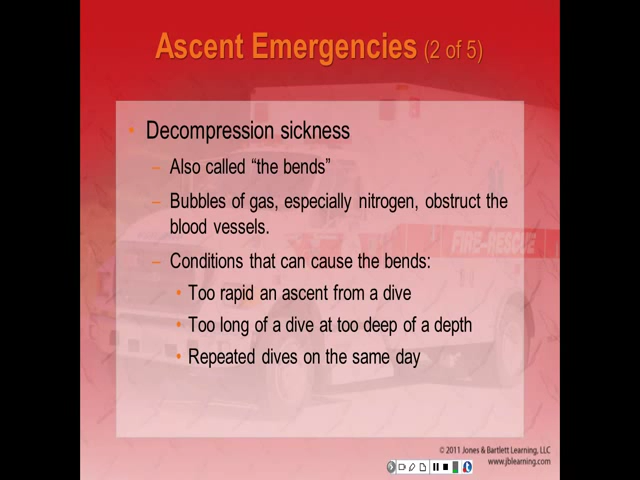 Ascent Emergencies (2 of 5)
• Decompression sickness
– Also called “the bends”
– Bubbles of gas, especially nitrogen, obstruct the
blood vessels.
– Conditions that can cause the bends:
• Too rapid an ascent from a dive
• Too long of a dive at too deep of a depth
• Repeated dives on the same day
FIRE-RESCUE
© 2011 Jones & Bartlett Learning, LLC
www.jblearning.com